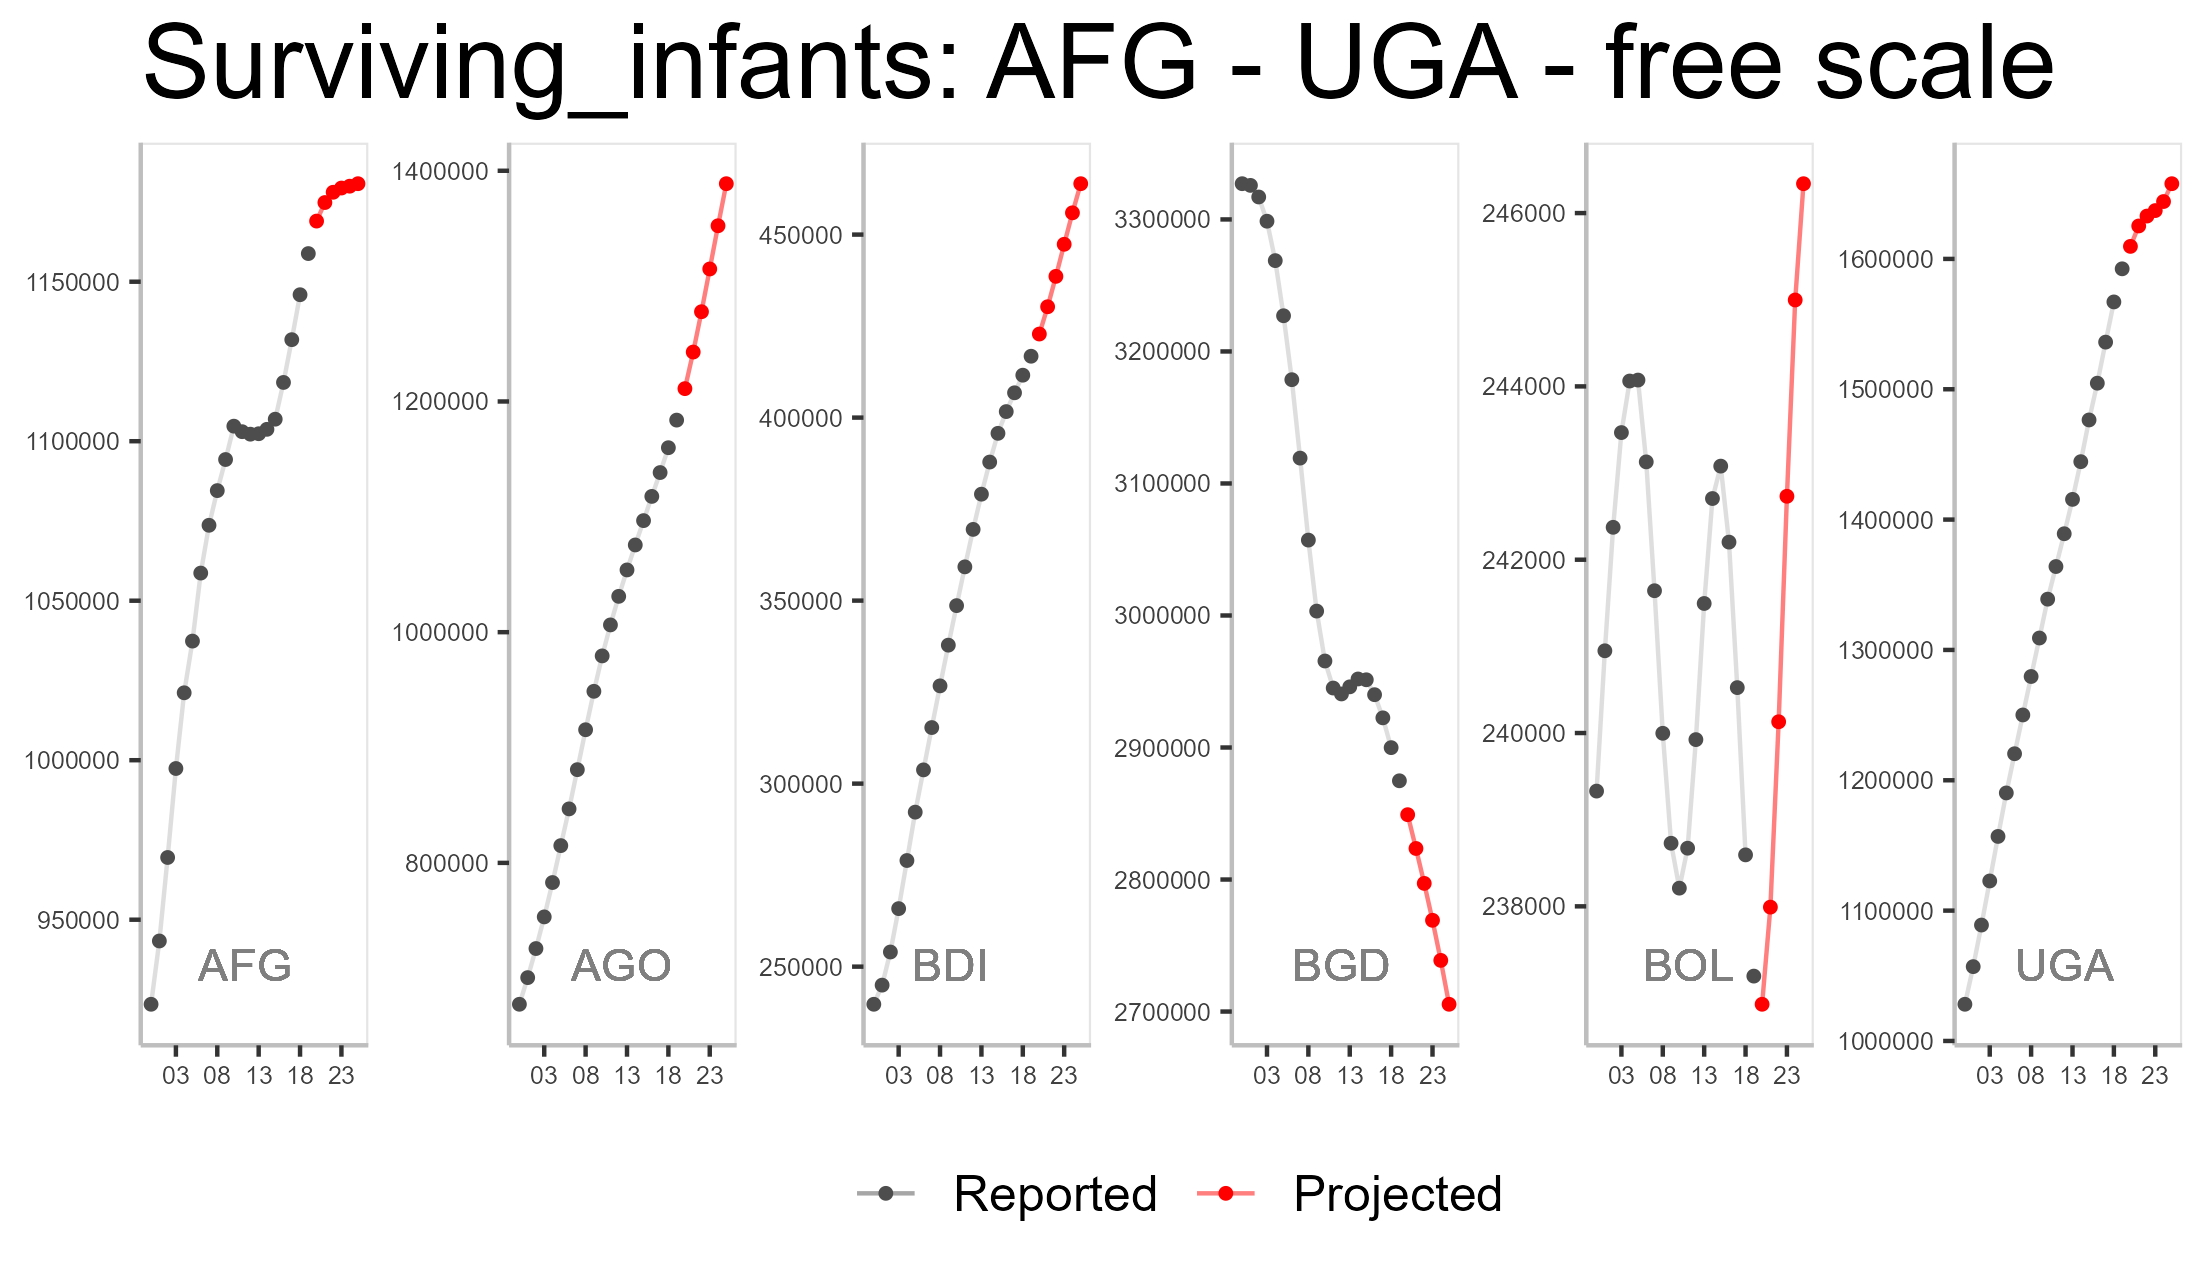 Surviving_infants: AFG - UGA - free scale
1150000
1100000
1050000
1000000
950000
AFG
03 08 13 18 23
1400000
1200000
1000000
800000
AGO
03 08 13 18 23
450000
400000
350000
300000
250000
BDI
03 08 13 18 23
3300000
3200000
3100000
3000000
2900000
2800000
2700000
BGD
03 08 13 18 23
246000
244000
242000
240000
238000
BOL
03 08 13 18 23
1600000
1500000
1400000
1300000
1200000
1100000
1000000
UGA
03 08 13 18 23
Reported Projected